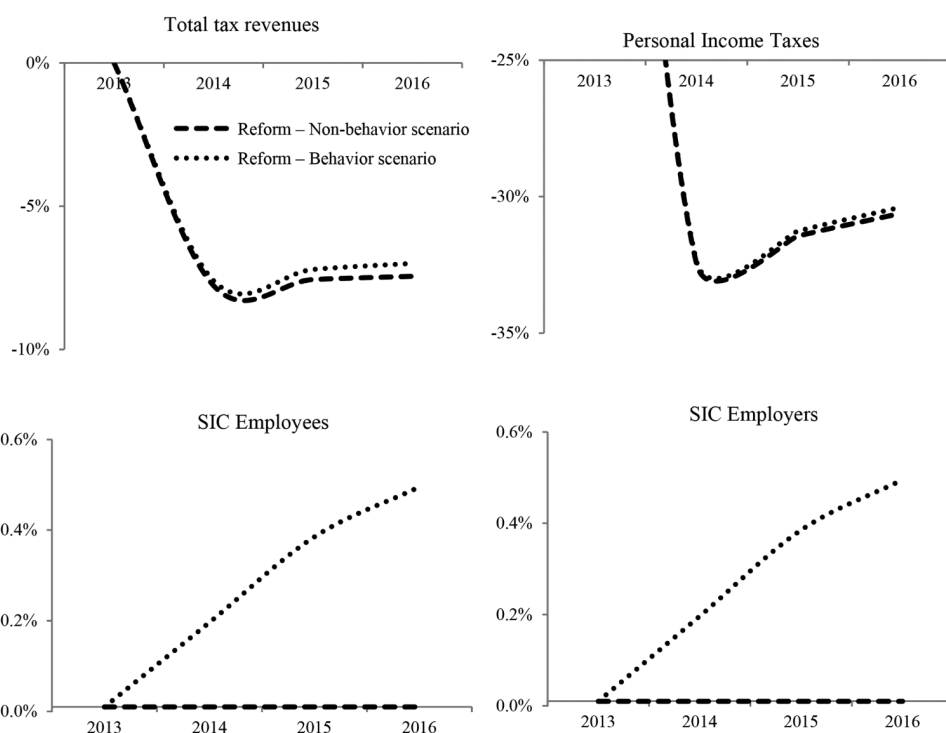 Total tax revenues
0%
2013 2014 2015 2016
Reform – Non-behavior scenario
Reform – Behavior scenario
-5%
-10%
Personal Income Taxes
-25%
2013 2014 2015 2016
-30%
-35%
SIC Employees
0.6%
0.4%
0.2%
0.0%
2013 2014 2015 2016
SIC Employers
0.6%
0.4%
0.2%
0.0%
2013 2014 2015 2016